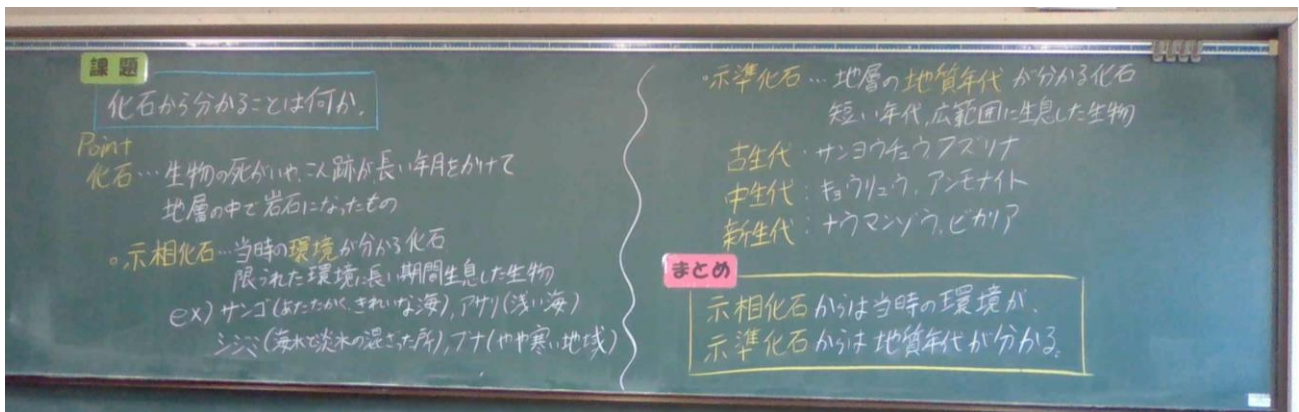 課題
化石から分かることは何か。
Point
化石…生物の死がいや、こん跡が長い年月をかけて
地層の中で岩石になったもの
・示相化石…当時の環境が分かる化石
限られた環境に長い期間生息した生物
ex) サンゴ(あたたかく、きれいな海), アサリ(浅い海)
シジミ(海水で淡水の混ざった所), ブナ(やや寒い地域)
・示準化石…地層の地質年代が分かる化石
短い年代、広範囲に生息した生物
古生代:サンヨウチュウ、フズリナ
中生代:キョウリュウ、アンモナイト
新生代:ナウマンゾウ、ビカリア
まとめ
示相化石からは当時の環境が、
示準化石からは地質年代が分かる。